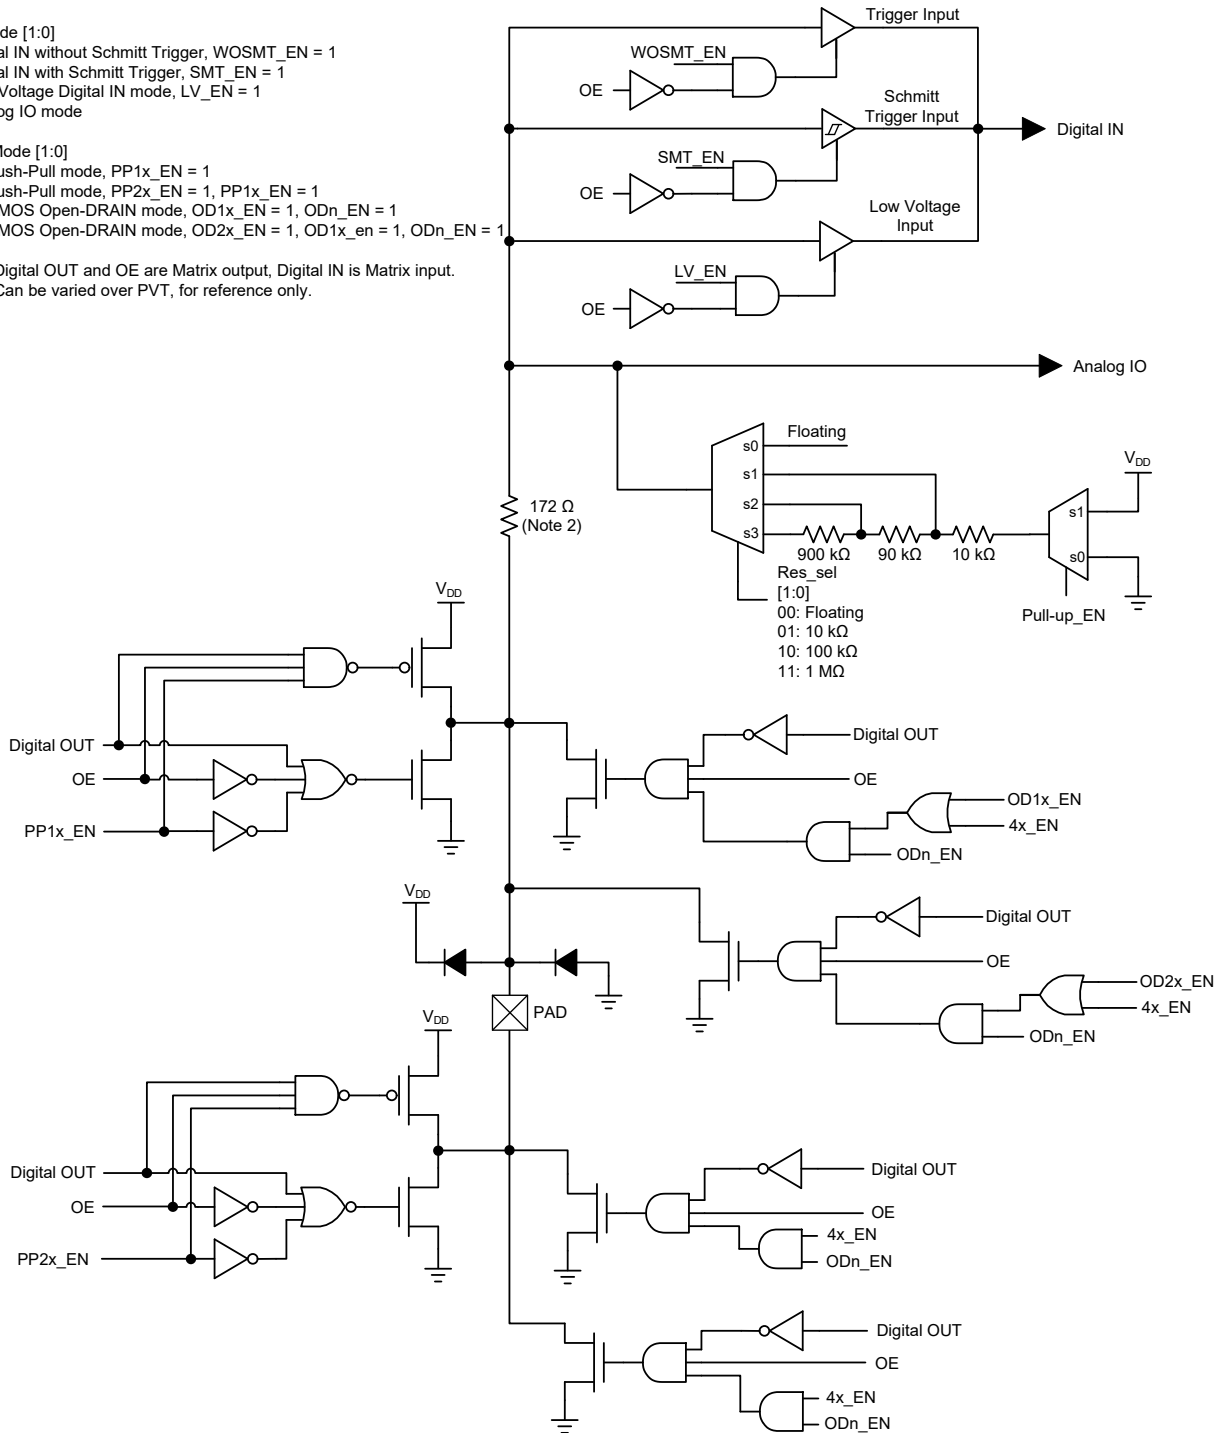 de [1:0]
al IN without Schmitt Trigger, WOSMT_EN = 1
al IN with Schmitt Trigger, SMT_EN = 1
Voltage Digital IN mode, LV_EN = 1
og IO mode
Mode [1:0]
ush-Pull mode, PP1x_EN = 1
ush-Pull mode, PP2x_EN = 1, PP1x_EN = 1
MOS Open-DRAIN mode, OD1x_EN = 1, ODn_EN = 1
MOS Open-DRAIN mode, OD2x_EN = 1, OD1x_en = 1, ODn_EN = 1
Digital OUT and OE are Matrix output, Digital IN is Matrix input.
Can be varied over PVT, for reference only.
Trigger Input
WOSMT_EN
OE
Schmitt
Trigger Input
Digital IN
SMT_EN
OE
Low Voltage
Input
LV_EN
OE
Analog IO
Floating
s0
s1
s2
s3
VDD
s1
s0
172 Ω
(Note 2)
900 kΩ
90 kΩ
10 kΩ
Res_sel
[1:0]
00: Floating
01: 10 kΩ
10: 100 kΩ
11: 1 MΩ
Pull-up_EN
VDD
Digital OUT
OE
PP1x_EN
Digital OUT
OE
OD1x_EN
4x_EN
ODn_EN
VDD
Digital OUT
OE
OD2x_EN
4x_EN
ODn_EN
PAD
VDD
Digital OUT
OE
PP2x_EN
Digital OUT
OE
4x_EN
ODn_EN
Digital OUT
OE
4x_EN
ODn_EN